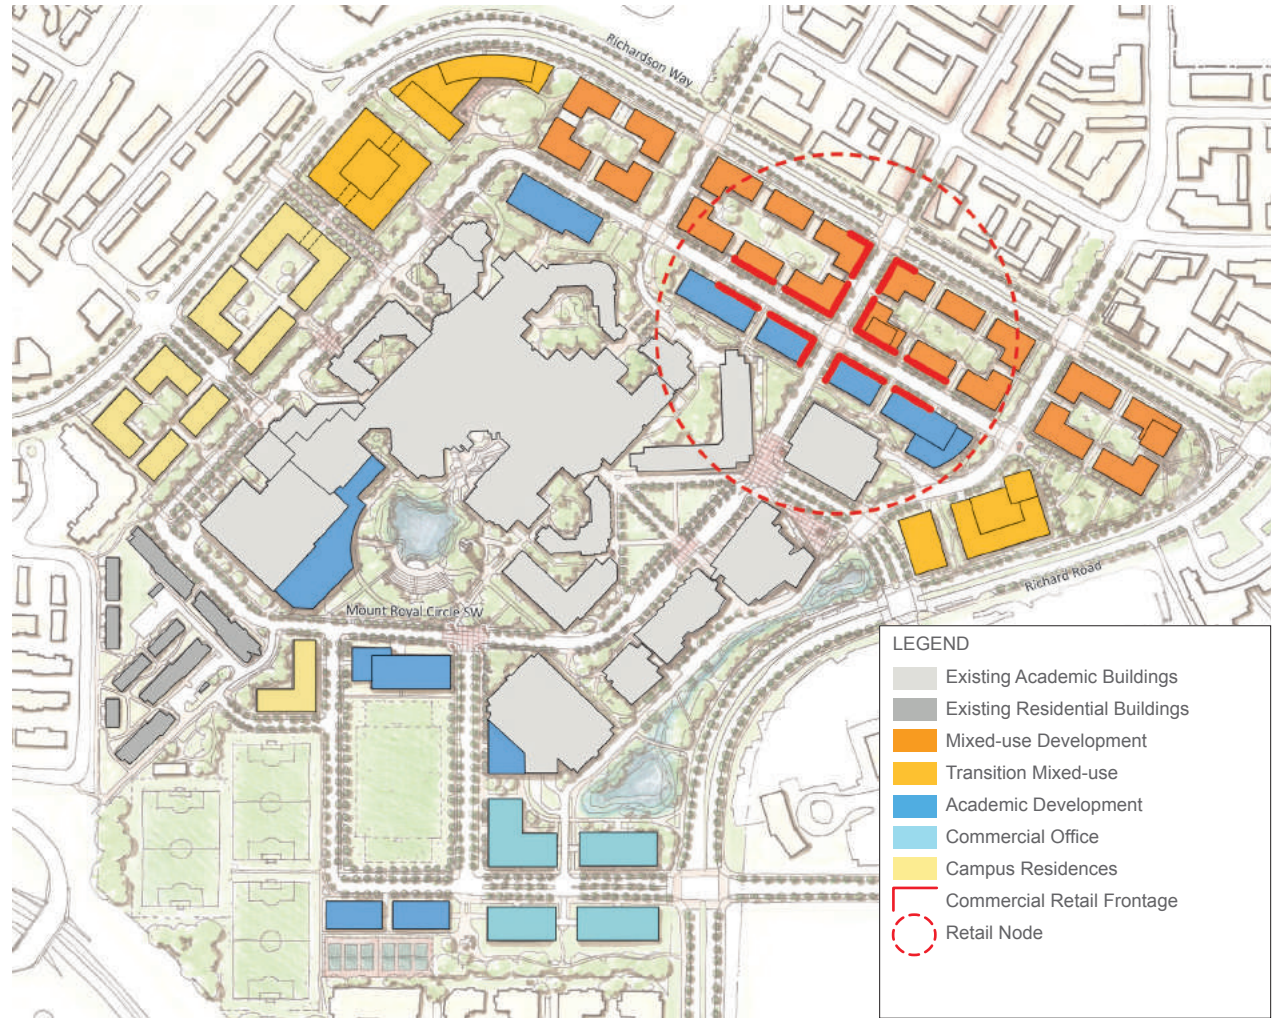 Richardson Way
Mount Royal Circle SW
Richard Road
LEGEND
Existing Academic Buildings
Existing Residential Buildings
Mixed-use Development
Transition Mixed-use
Academic Development
Commercial Office
Campus Residences
Commercial Retail Frontage
Retail Node